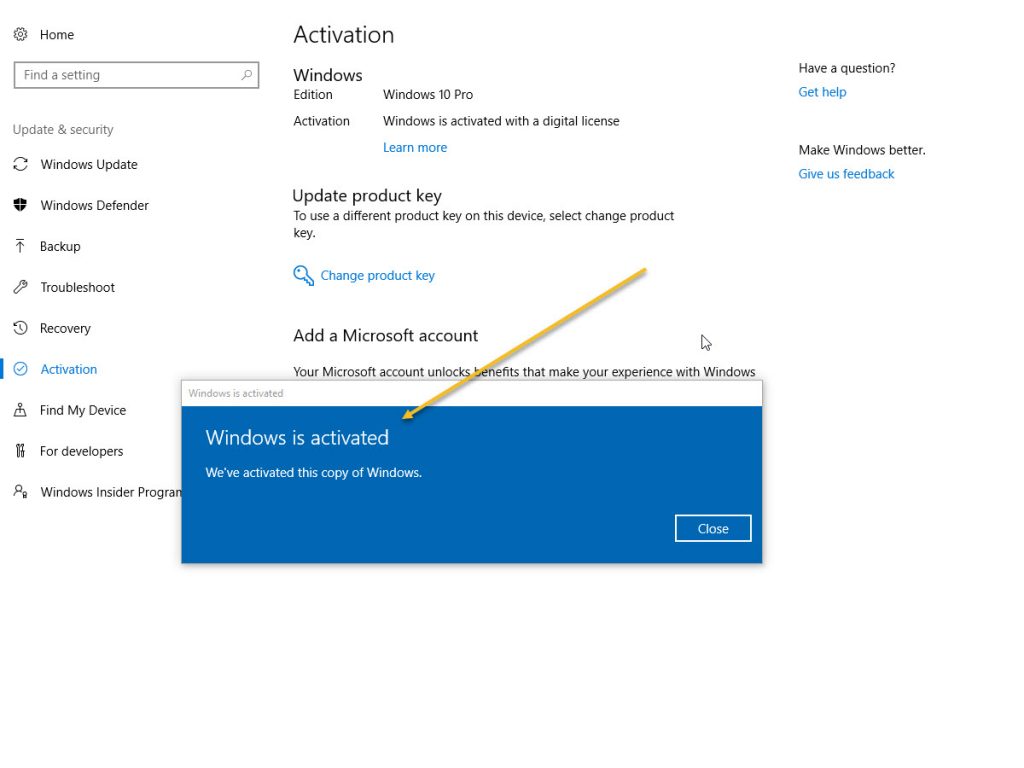 Home
Find a setting
Update & security
Windows Update
Windows Defender
Backup
Troubleshoot
Recovery
Activation
Find My Device
For developers
Windows Insider Program
Activation
Windows
Edition Windows 10 Pro
Activation Windows is activated with a digital license
Learn more
Update product key
To use a different product key on this device, select change product
key.
Change product key
Add a Microsoft account
Your Microsoft account unlocks benefits that make your experience with Windows
Windows is activated
Windows is activated
We've activated this copy of Windows.
Close
Have a question?
Get help
Make Windows better.
Give us feedback